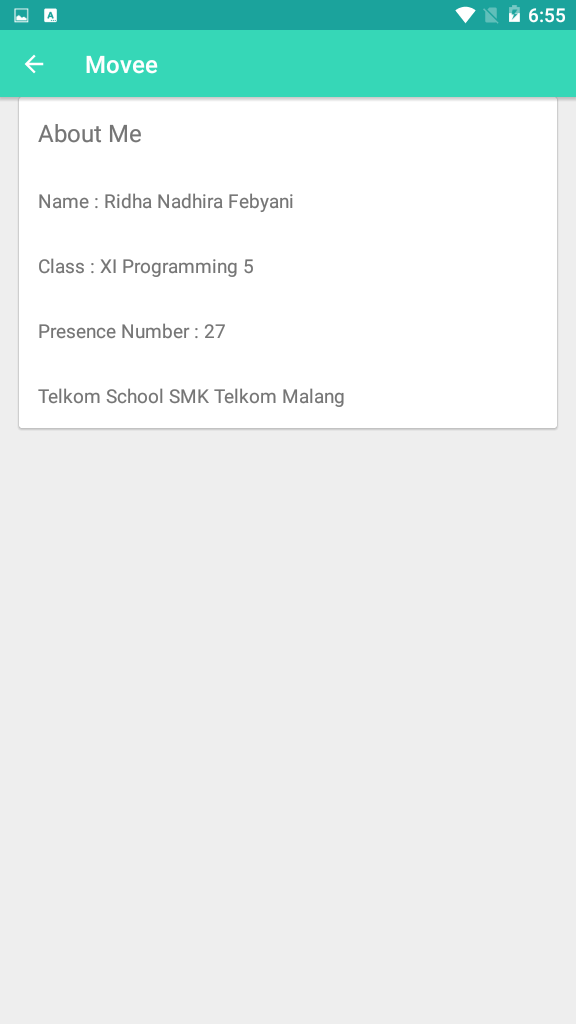 6:55
Movee
About Me
Name : Ridha Nadhira Febyani
Class : XI Programming 5
Presence Number : 27
Telkom School SMK Telkom Malang